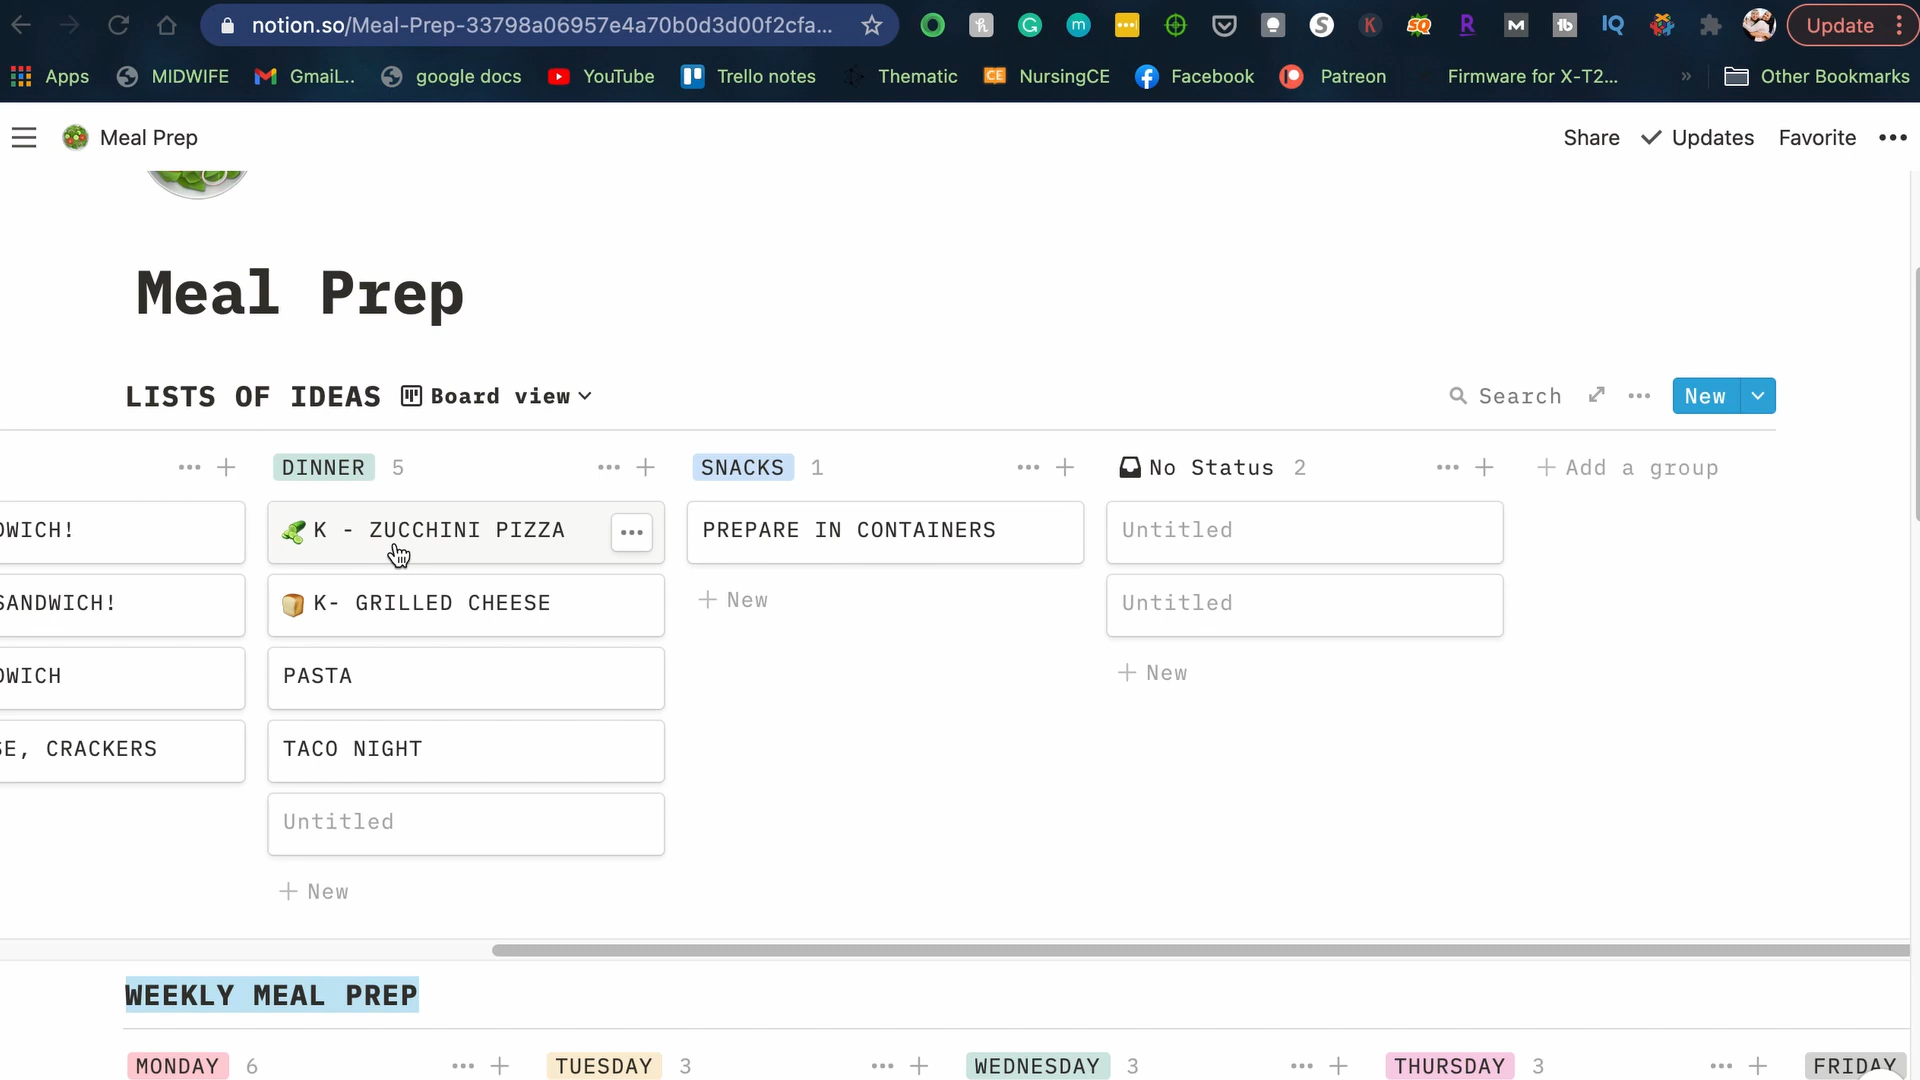 notion.so/Meal-Prep-33798a06957e4a70b0d3d00f2cfa...
Update
Apps
MIDWIFE
GmaiL..
google docs
YouTube
Trello notes
Thematic
NursingCE
Facebook
Patreon
Firmware for X-T2...
»
Other Bookmarks
Meal Prep
Share
Updates
Favorite
Meal Prep
LISTS OF IDEAS
Board view
Search
New
DINNER 5
SNACKS 1
No Status 2
+ Add a group
DWICH!
K - ZUCCHINI PIZZA
PREPARE IN CONTAINERS
Untitled
SANDWICH!
K- GRILLED CHEESE
+ New
Untitled
DWICH
PASTA
+ New
SE, CRACKERS
TACO NIGHT
Untitled
+ New
WEEKLY MEAL PREP
MONDAY 6
TUESDAY 3
WEDNESDAY 3
THURSDAY 3
FRIDAY